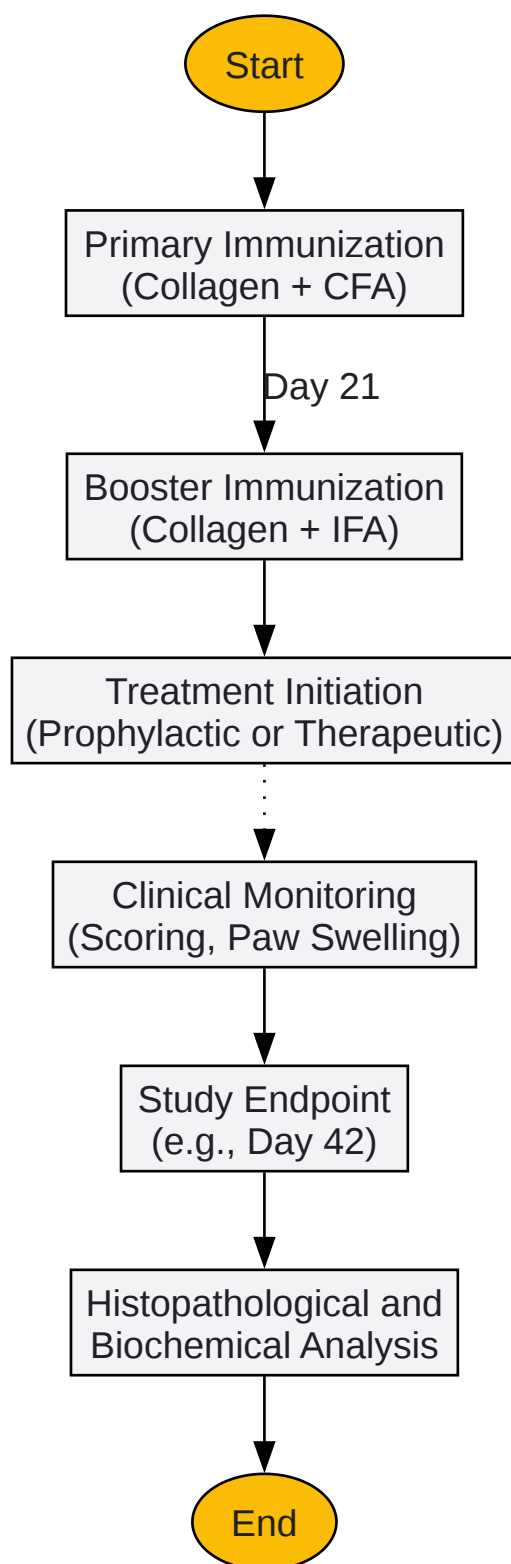 Start
Primary Immunization
(Collagen + CFA)
Day 21
Booster Immunization
(Collagen + IFA)
Treatment Initiation
(Prophylactic or Therapeutic)
Clinical Monitoring
(Scoring, Paw Swelling)
Study Endpoint
(e.g., Day 42)
Histopathological and
Biochemical Analysis
End